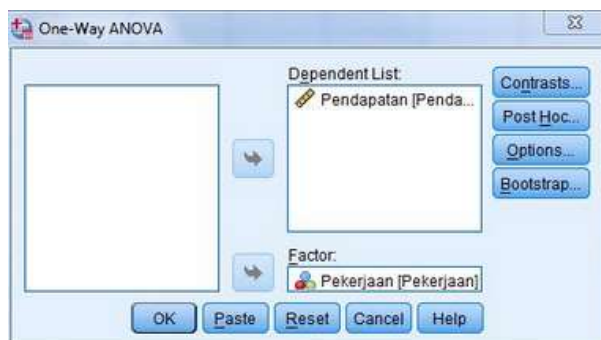 One-Way ANOVA
Dependent List:
Pendapatan [Penda...
Contrasts...
Post Hoc...
Options...
Bootstrap...
Factor:
Pekerjaan [Pekerjaan]
OK Paste Reset Cancel Help